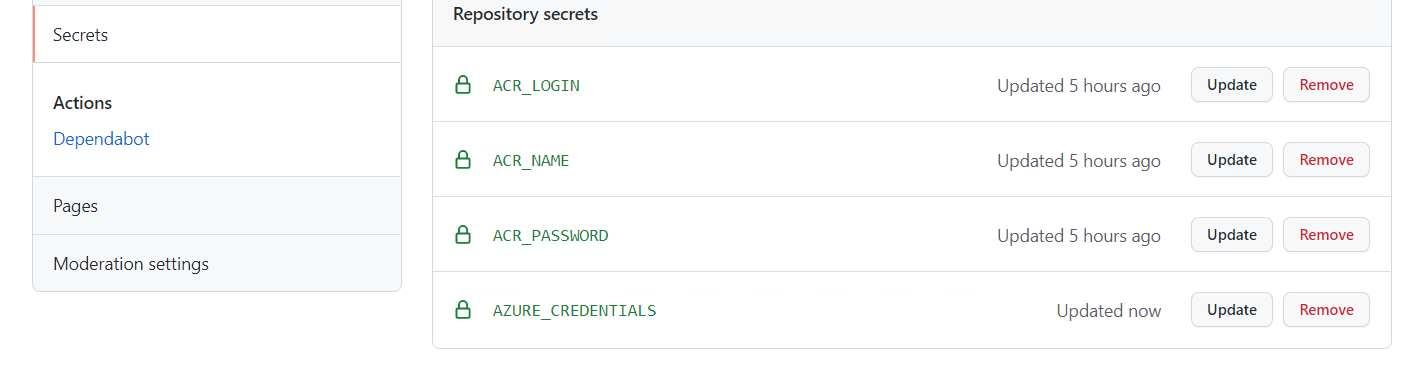 Secrets
Actions
Dependabot
Pages
Moderation settings
Repository secrets
ACR_LOGIN Updated 5 hours ago Update Remove
ACR_NAME Updated 5 hours ago Update Remove
ACR_PASSWORD Updated 5 hours ago Update Remove
AZURE_CREDENTIALS Updated now Update Remove